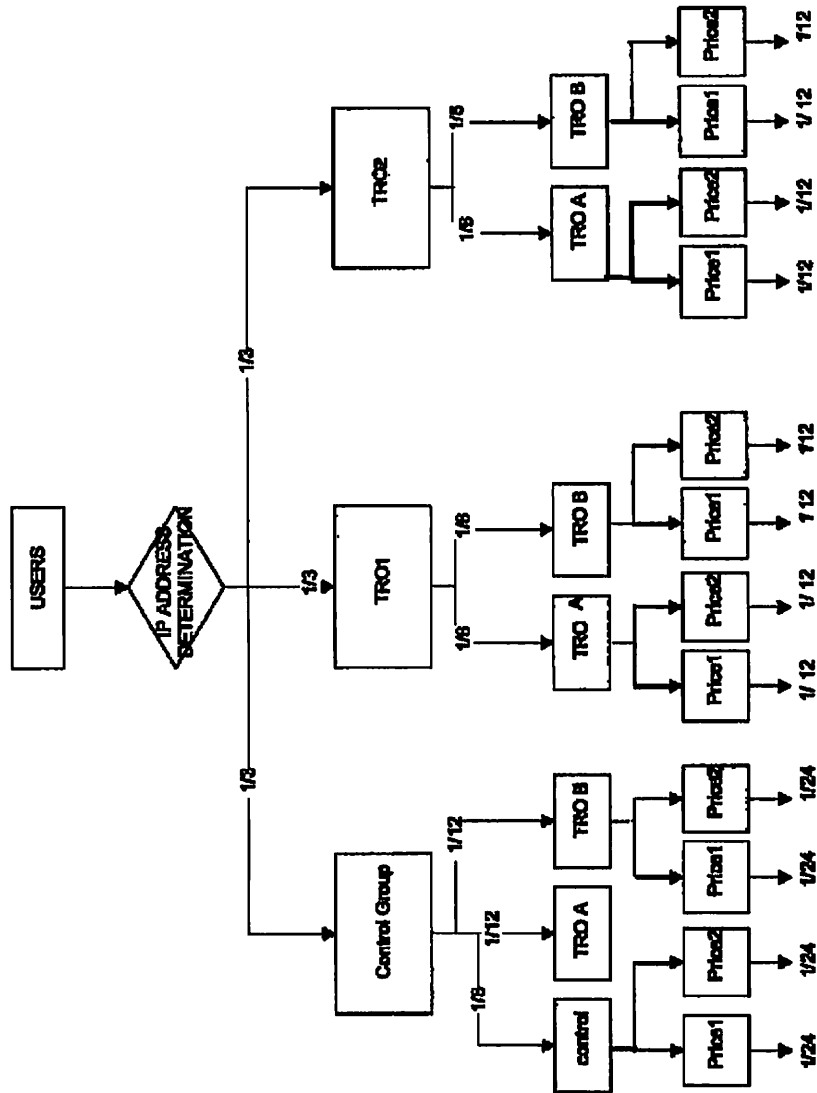 USERS
IP ADDRESS
DETERMINATION
1/3
1/3
1/3
Control Group
TRO1
TRO2
1/6
1/12
1/12
1/6
1/6
1/6
1/6
control
TRO A
TRO B
TRO A
TRO B
TRO A
TRO B
Price1
Price2
Price1
Price2
Price1
Price2
Price1
Price2
Price1
Price2
Price1
Price2
1/24
1/24
1/24
1/24
1/ 12
1/ 12
1/12
1/12
1/12
1/12
1/ 12
1/12